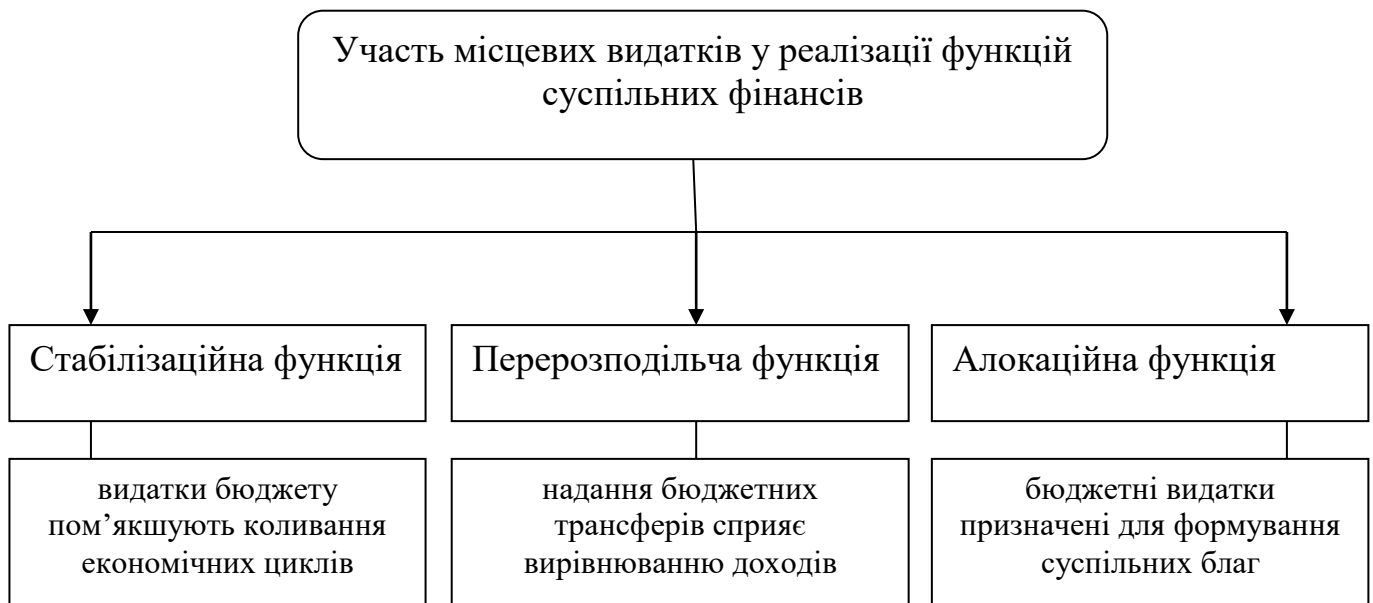 Участь місцевих видатків у реалізації функцій
суспільних фінансів
Стабілізаційна функція
Перерозподільча функція
Алокаційна функція
видатки бюджету
пом’якшують коливання
економічних циклів
надання бюджетних
трансферів сприяє
вирівнюванню доходів
бюджетні видатки
призначені для формування
суспільних благ